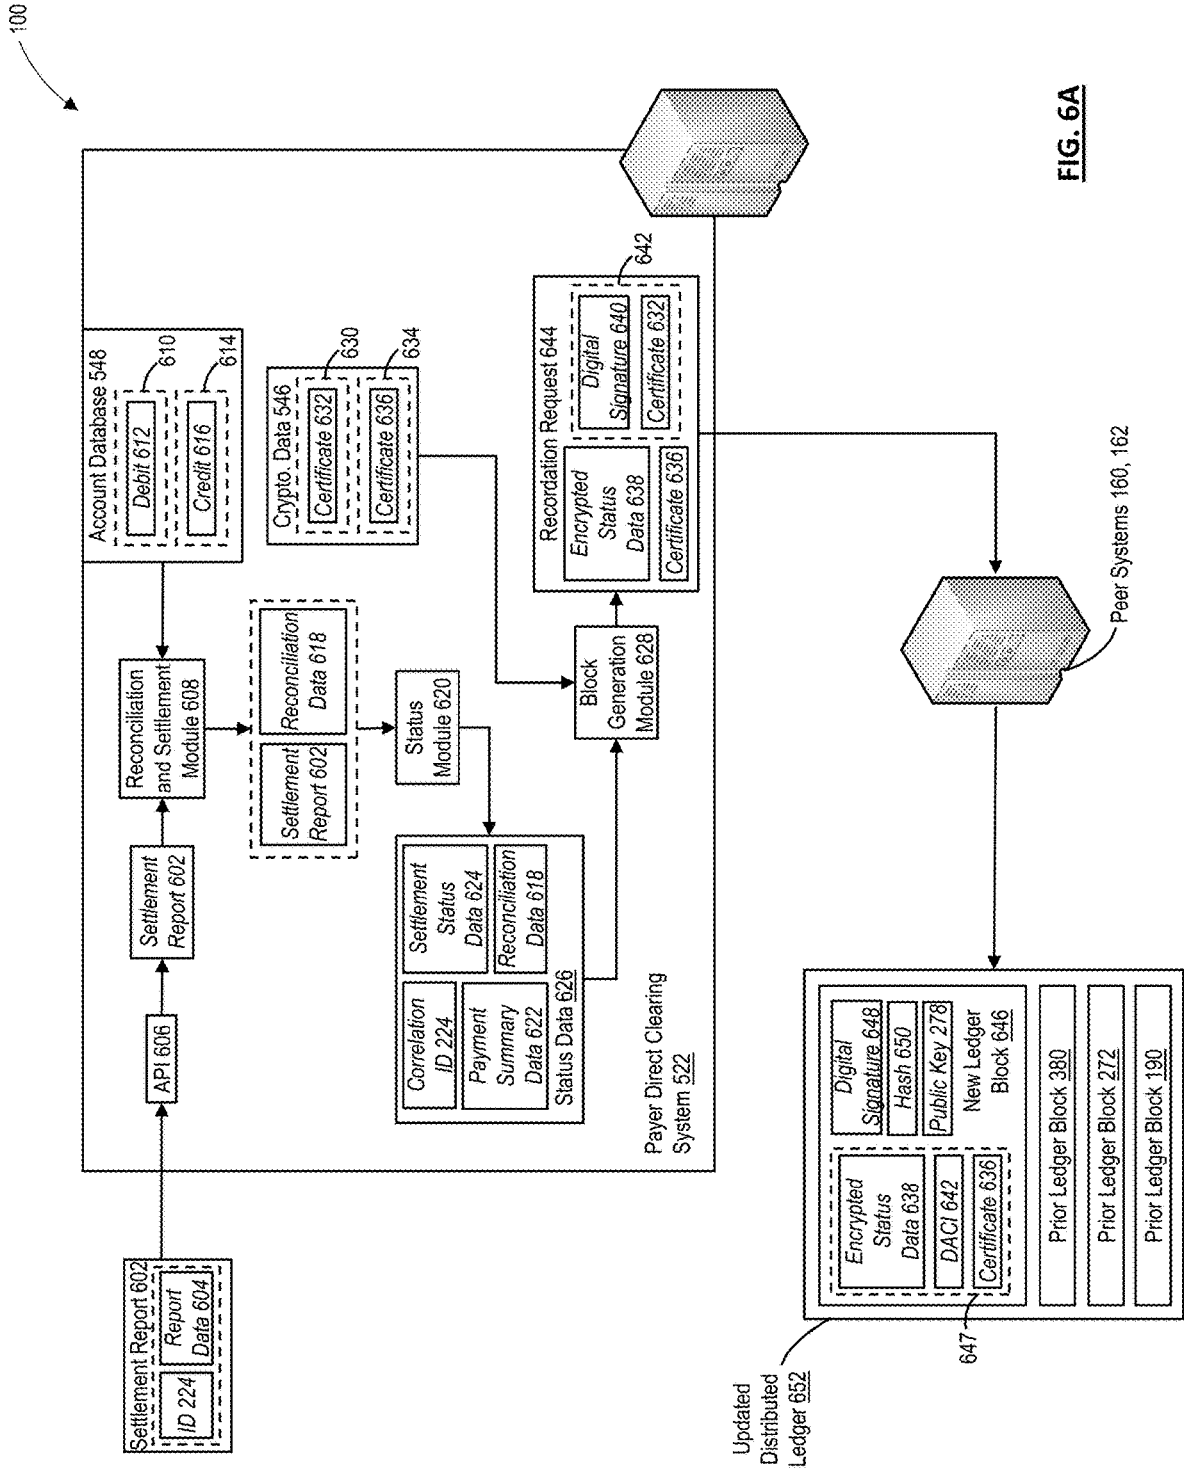 100
Settlement Report 602
ID 224
Report
Data 604
API 606
Settlement
Report 602
Reconciliation
and Settlement
Module 608
Account Database 548
Debit 612
610
Credit 616
614
Settlement
Report 602
Reconciliation
Data 618
Crypto. Data 546
Certificate 632
630
Certificate 636
634
Status
Module 620
Correlation
ID 224
Settlement
Status
Data 624
Payment
Summary
Data 622
Reconciliation
Data 618
Status Data 626
Block
Generation
Module 628
Recordation Request 644
Encrypted
Status
Data 638
Certificate 636
Digital
Signature 640
Certificate 632
642
Payer Direct Clearing
System 522
Peer Systems 160, 162
Updated
Distributed
Ledger 652
647
Encrypted
Status
Data 638
DACI 642
Certificate 636
Digital
Signature 648
Hash 650
Public Key 278
New Ledger
Block 646
Prior Ledger Block 380
Prior Ledger Block 272
Prior Ledger Block 190
FIG. 6A